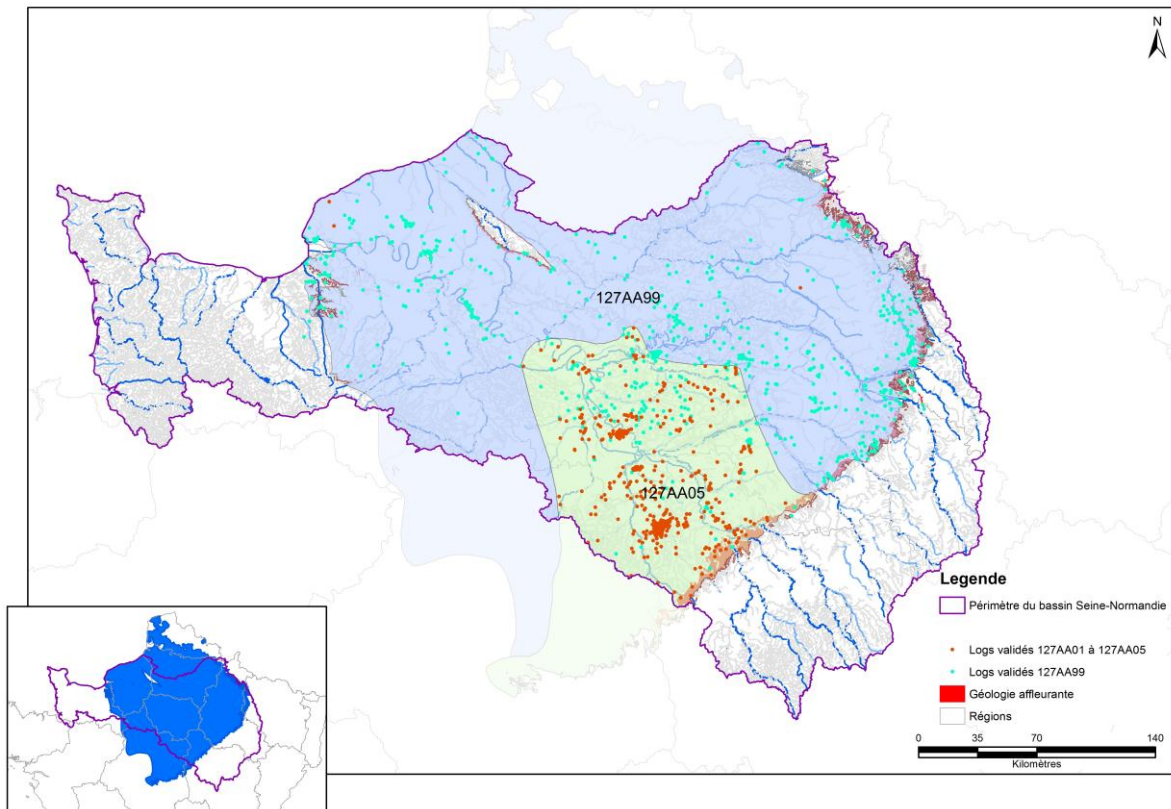 N
127AA99
127AA05
Legende
Périmètre du bassin Seine-Normandie
Logs validés 127AA01 à 127AA05
Logs validés 127AA99
Géologie affleurante
Régions
0 35 70 140
Kilomètres